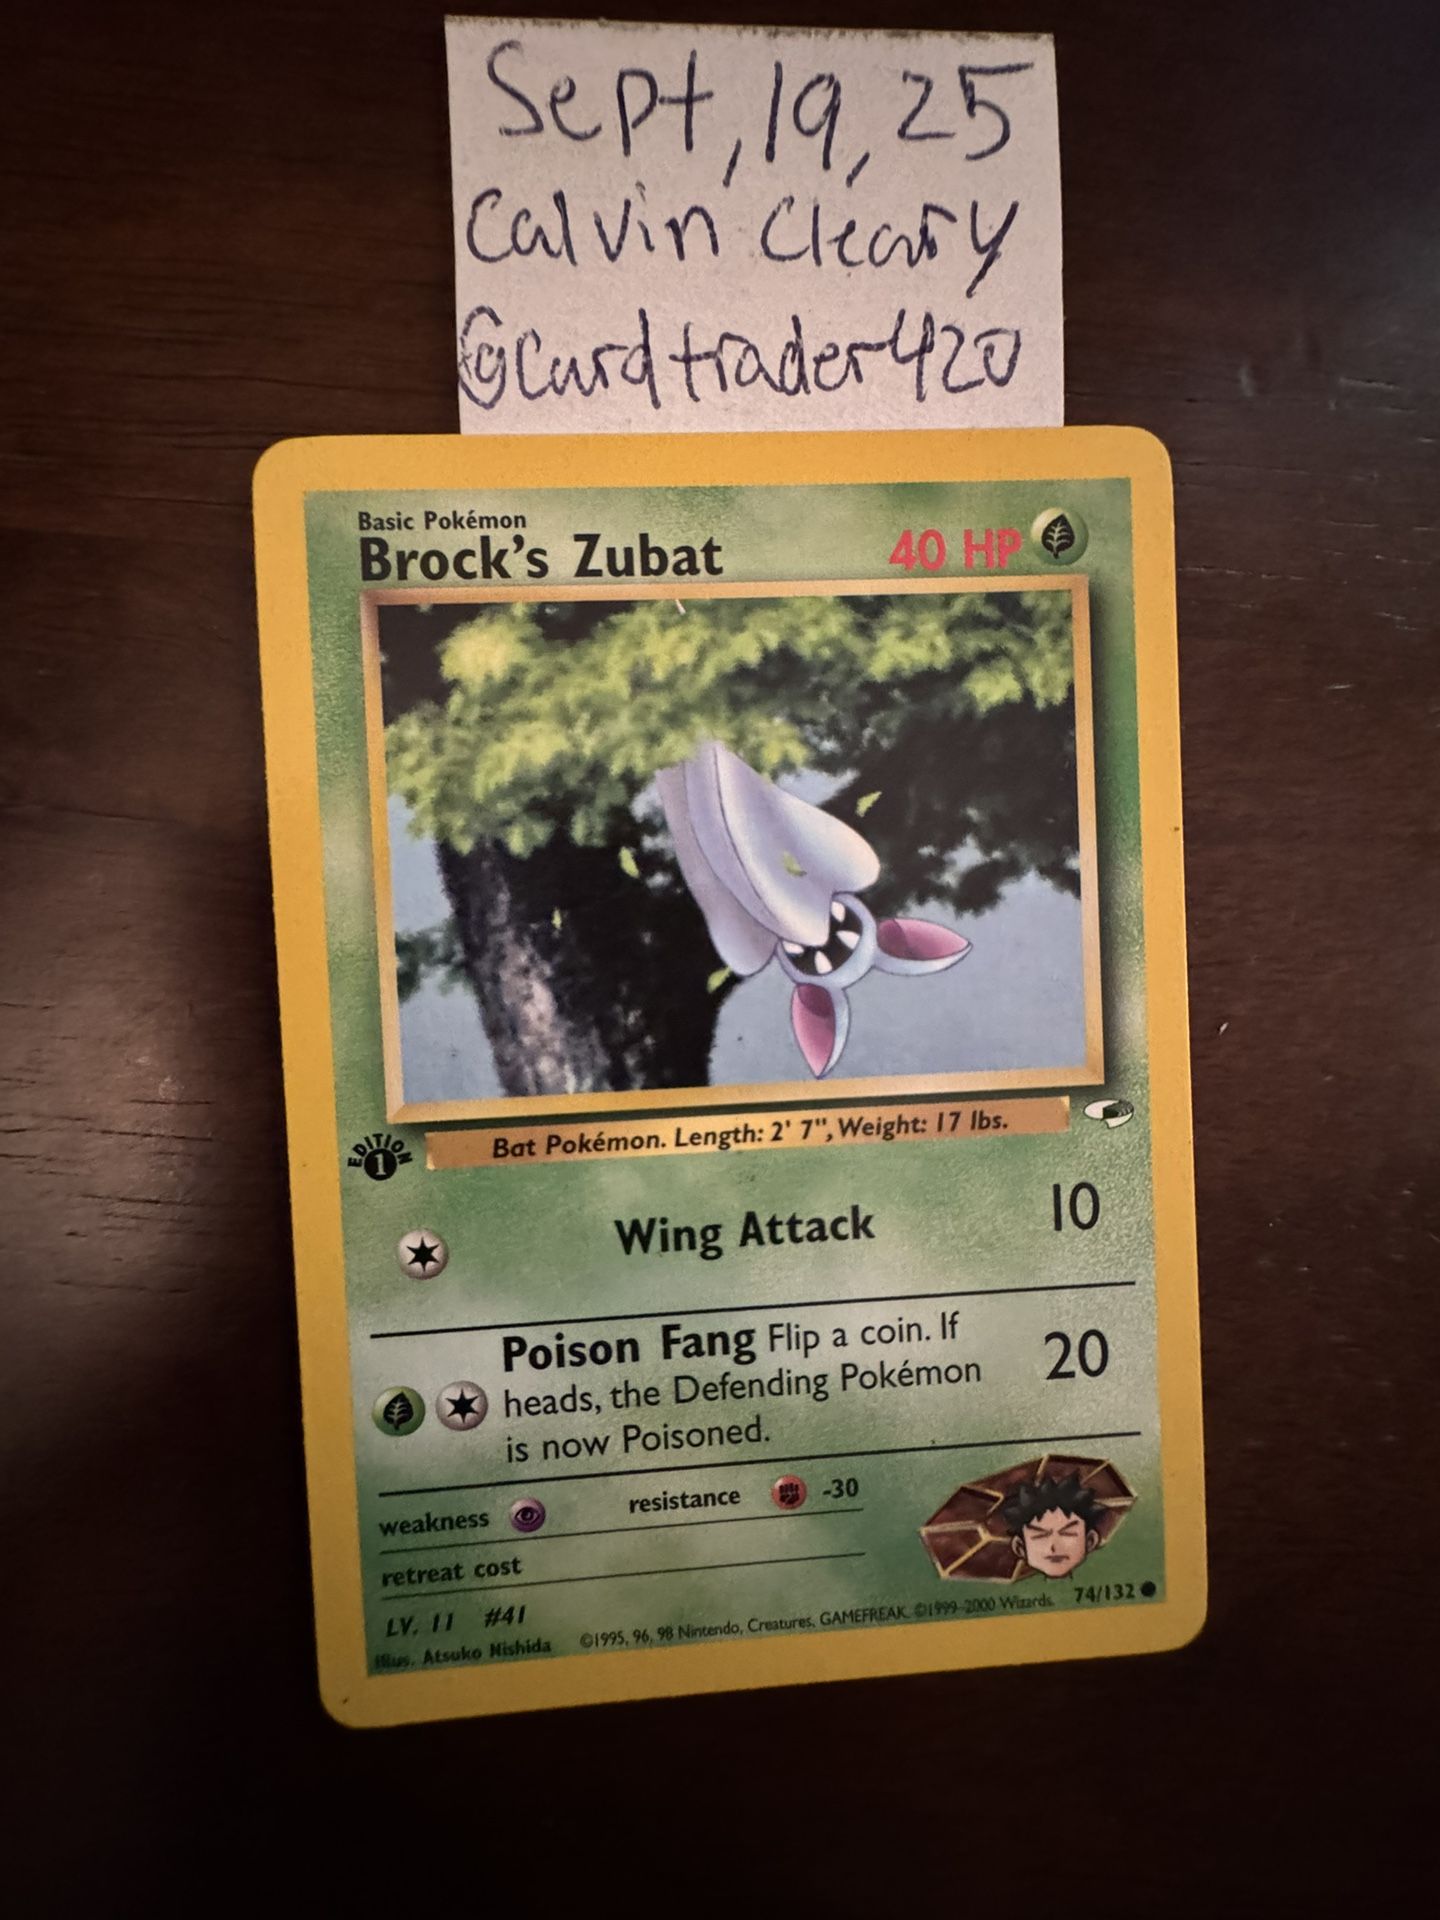 Sept, 19, 25
Calvin Cleary
@Cardtrader420
Basic Pokémon
Brock's Zubat 40 HP
Bat Pokémon. Length: 2' 7", Weight: 17 lbs.
EDITION 1
Wing Attack 10
Poison Fang Flip a coin. If
heads, the Defending Pokémon 20
is now Poisoned.
weakness resistance -30
retreat cost
LV. 11 #41
Illus. Atsuko Nishida ©1995, 96, 98 Nintendo, Creatures, GAMEFREAK. ©1999-2000 Wizards. 74/132